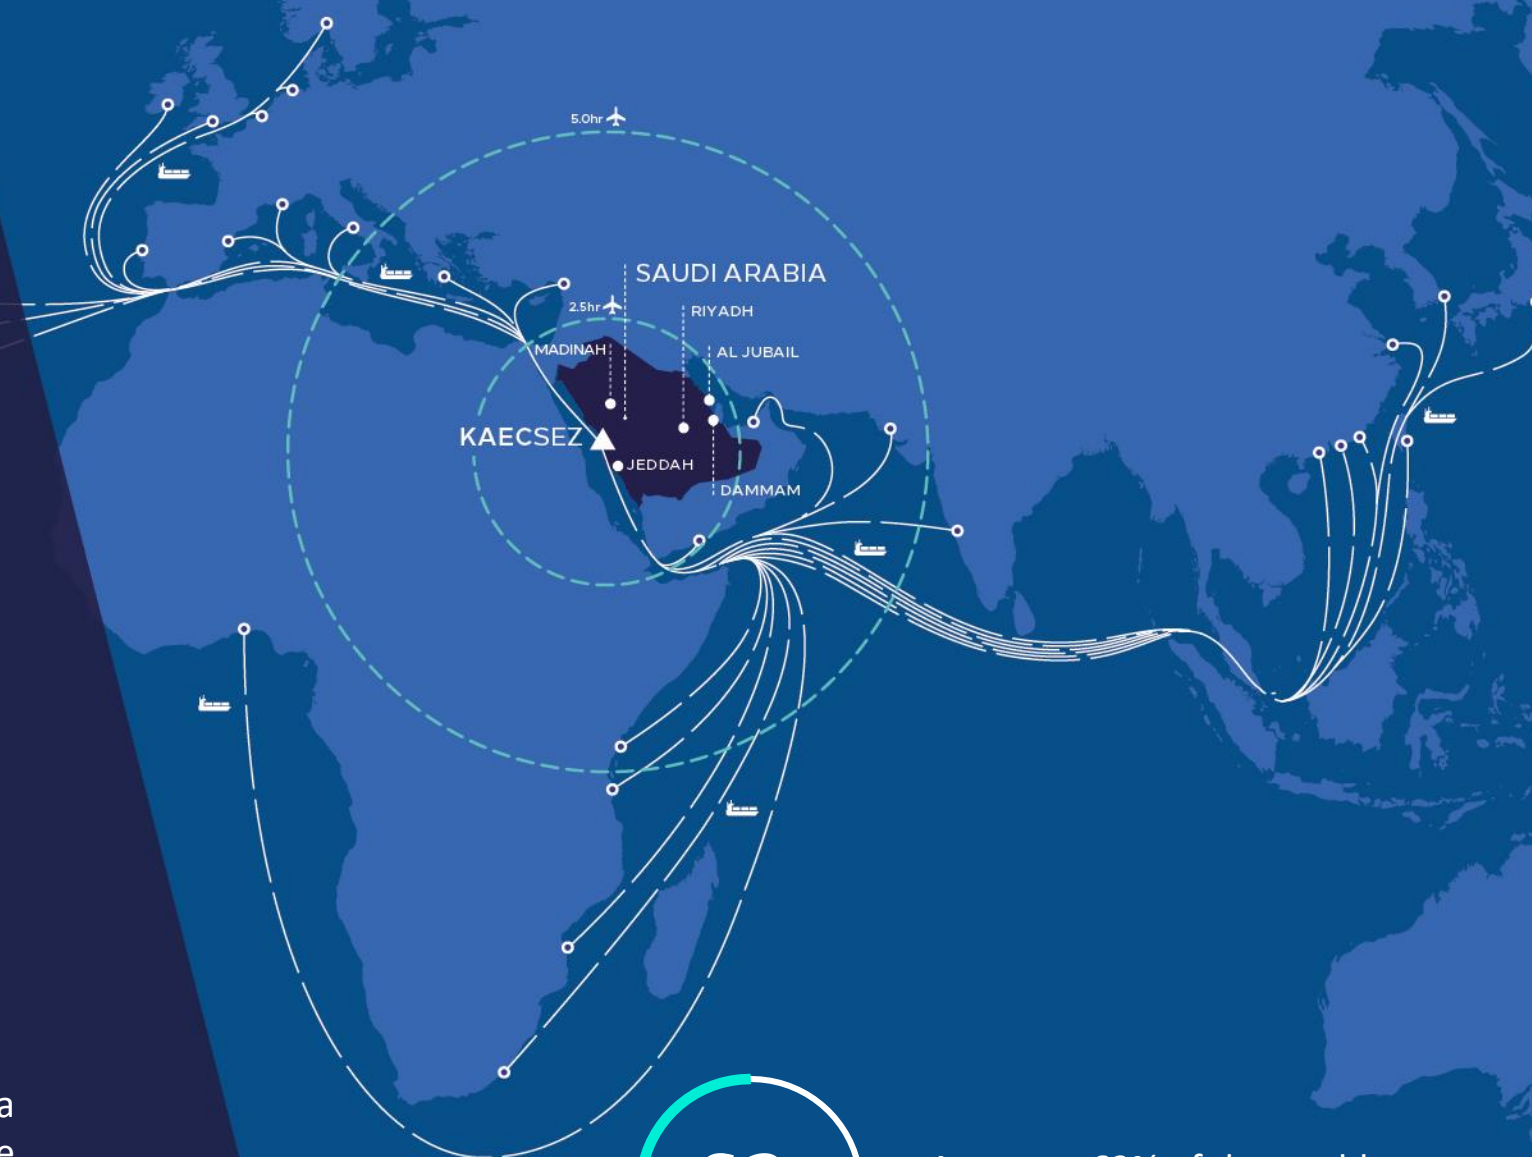 5.0hr
SAUDI ARABIA
2.5hr
RIYADH
MADINAH
AL JUBAIL
KAECSEZ
JEDDAH
DAMMAM
a
e